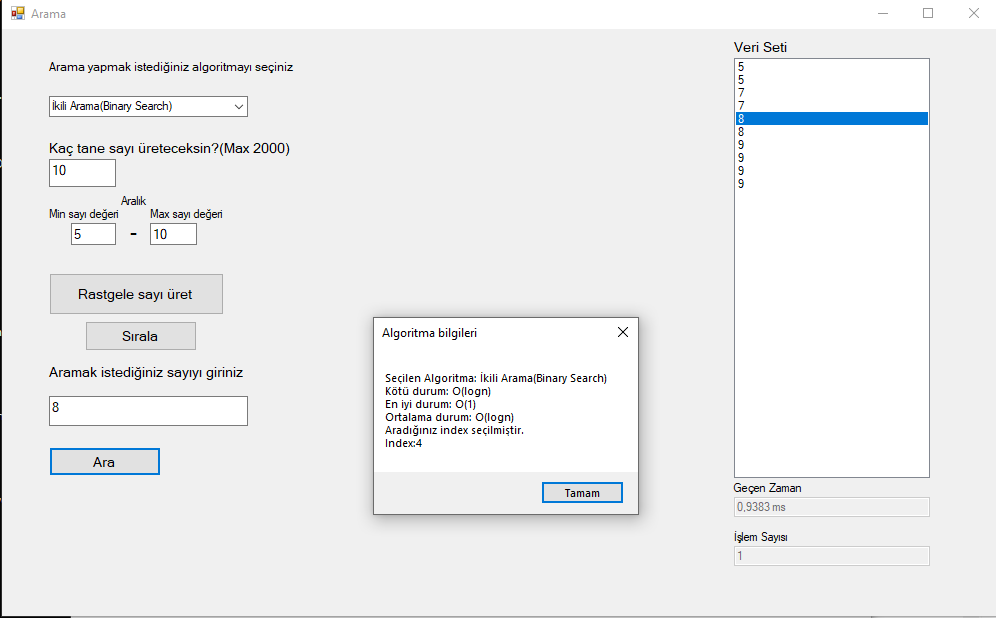 Arama
Arama yapmak istediğiniz algoritmayı seçiniz
İkili Arama(Binary Search)
Kaç tane sayı üreteceksin?(Max 2000)
10
Aralık
Min sayı değeri
Max sayı değeri
5
-
10
Rastgele sayı üret
Sırala
Aramak istediğiniz sayıyı giriniz
8
Ara
Algoritma bilgileri
Seçilen Algoritma: İkili Arama(Binary Search)
Kötü durum: O(logn)
En iyi durum: O(1)
Ortalama durum: O(logn)
Aradığınız index seçilmiştir.
Index:4
Tamam
Veri Seti
5
5
7
7
8
8
9
9
9
9
Geçen Zaman
0,9383 ms
İşlem Sayısı
1